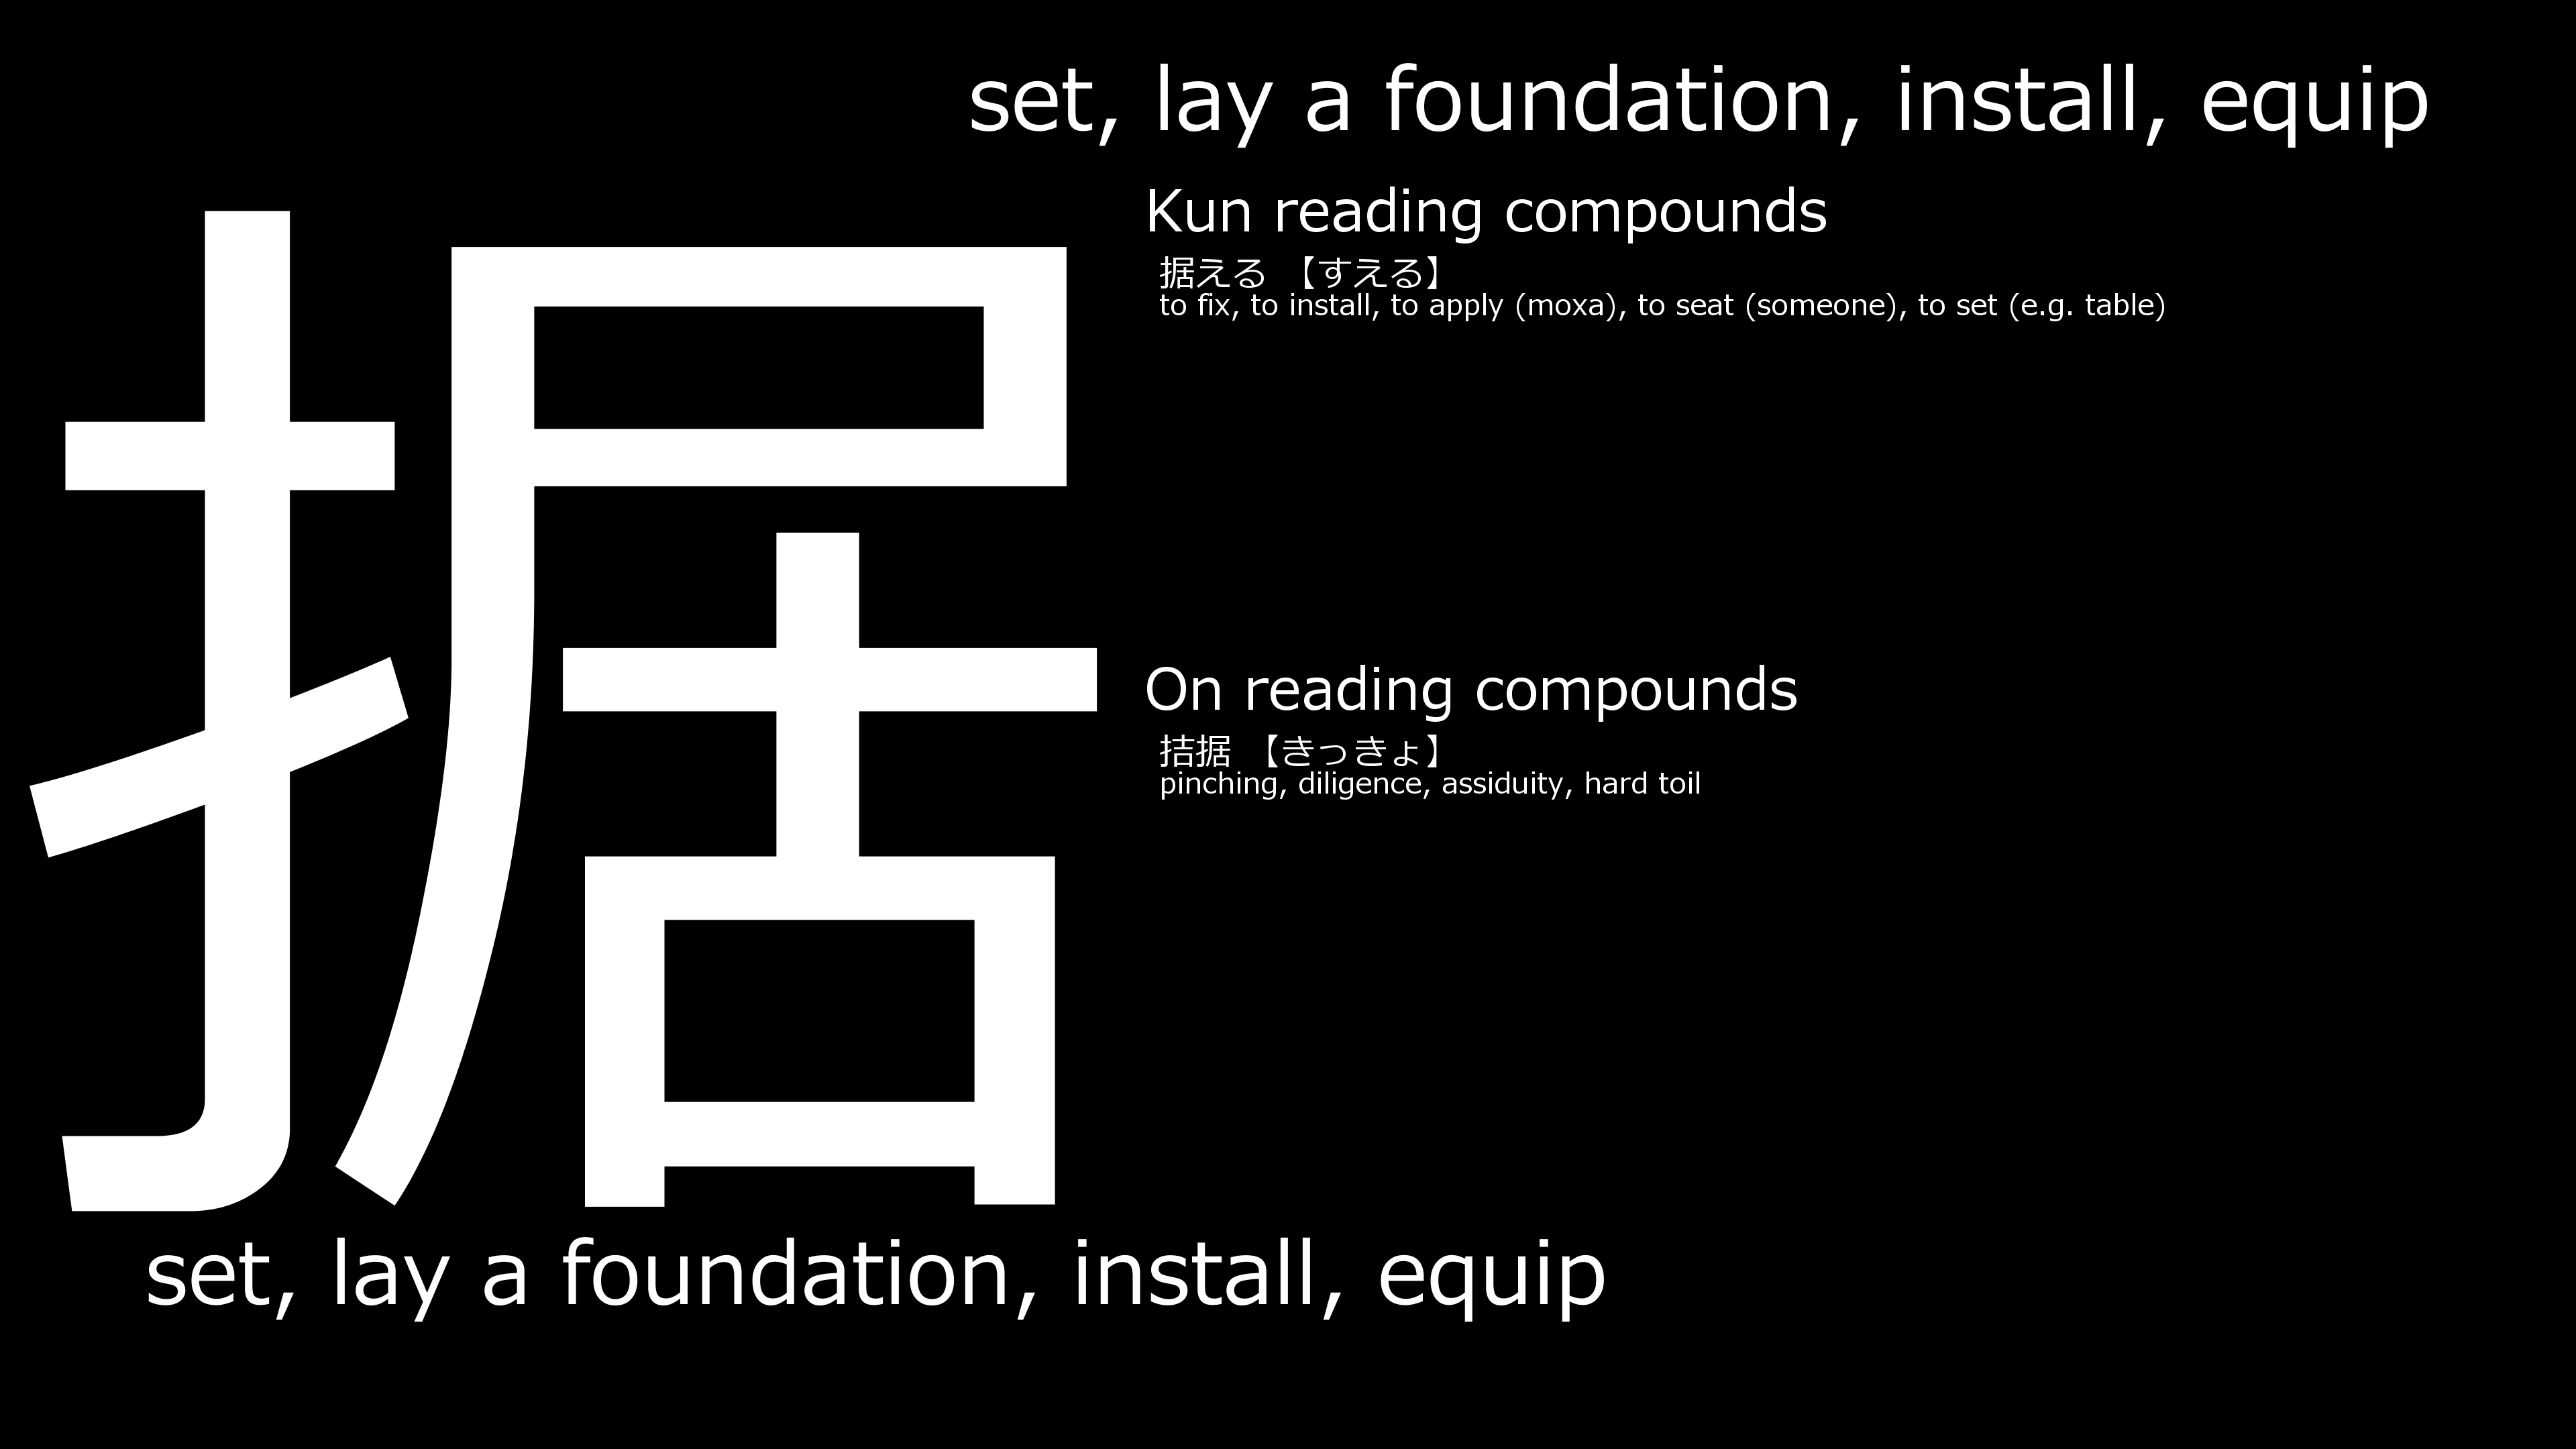 set, lay a foundation, install, equip
据
Kun reading compounds
据える 【すえる】
to fix, to install, to apply (moxa), to seat (someone), to set (e.g. table)
On reading compounds
拮据 【きっきょ】
pinching, diligence, assiduity, hard toil
set, lay a foundation, install, equip